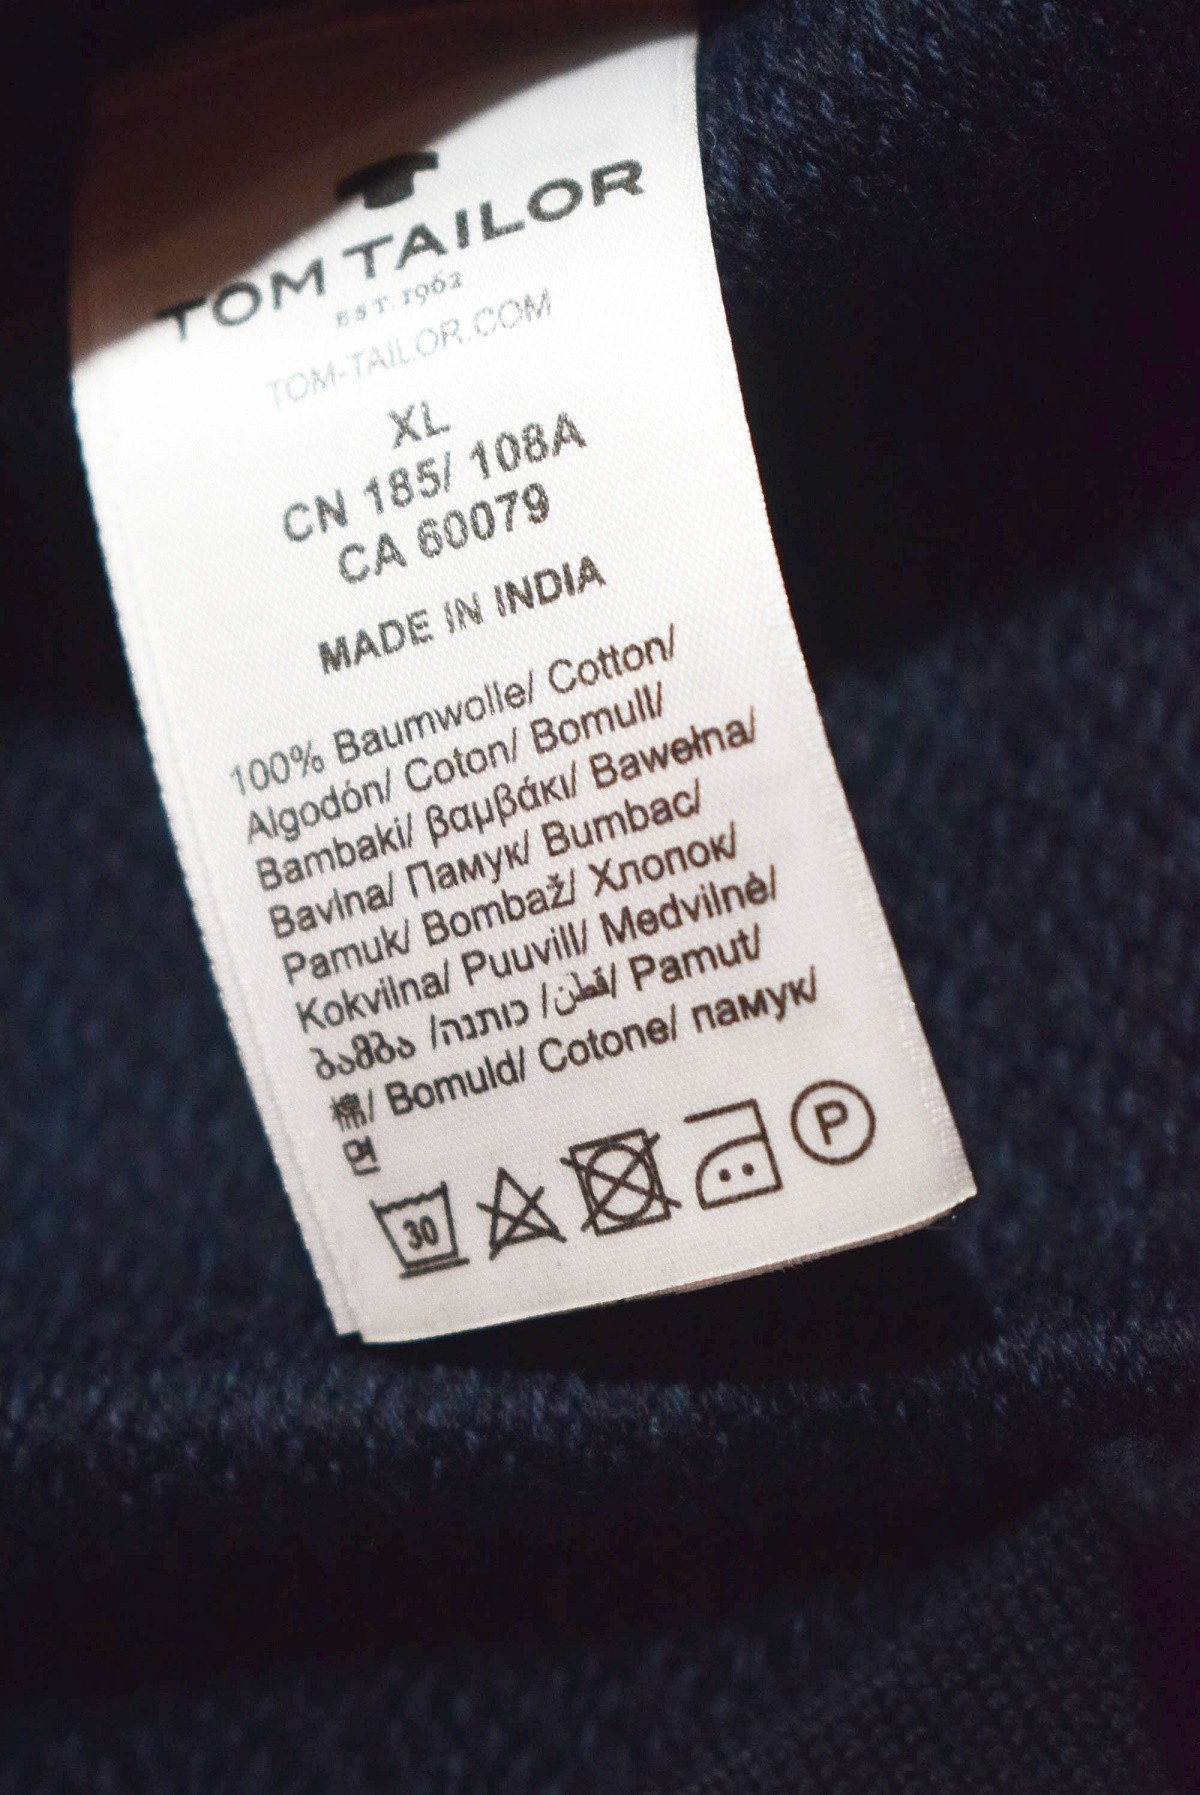 TOM TAILOR
EST. 1962
TOM-TAILOR.COM
XL
CN 185/ 108A
CA 60079
MADE IN INDIA
100% Baumwolle/ Cotton/
Algodón/ Coton/ Bomull/
Bambaki/ βαμβάκι/ Bawełna/
Bavlna/ Памук/ Bumbac/
Pamuk/ Bombaž/ Хлопок/
Kokvilna/ Puuvill/ Medvilnė/
ბამბა /כותנה /قطن/ Pamut/
棉/ Bomuld/ Cotone/ памук/
면
30
P